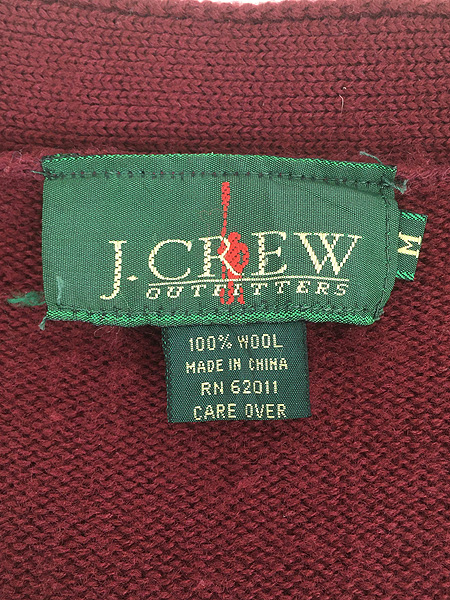 J.CREW
OUTFITTERS
M
100% WOOL
MADE IN CHINA
RN 62011
CARE OVER